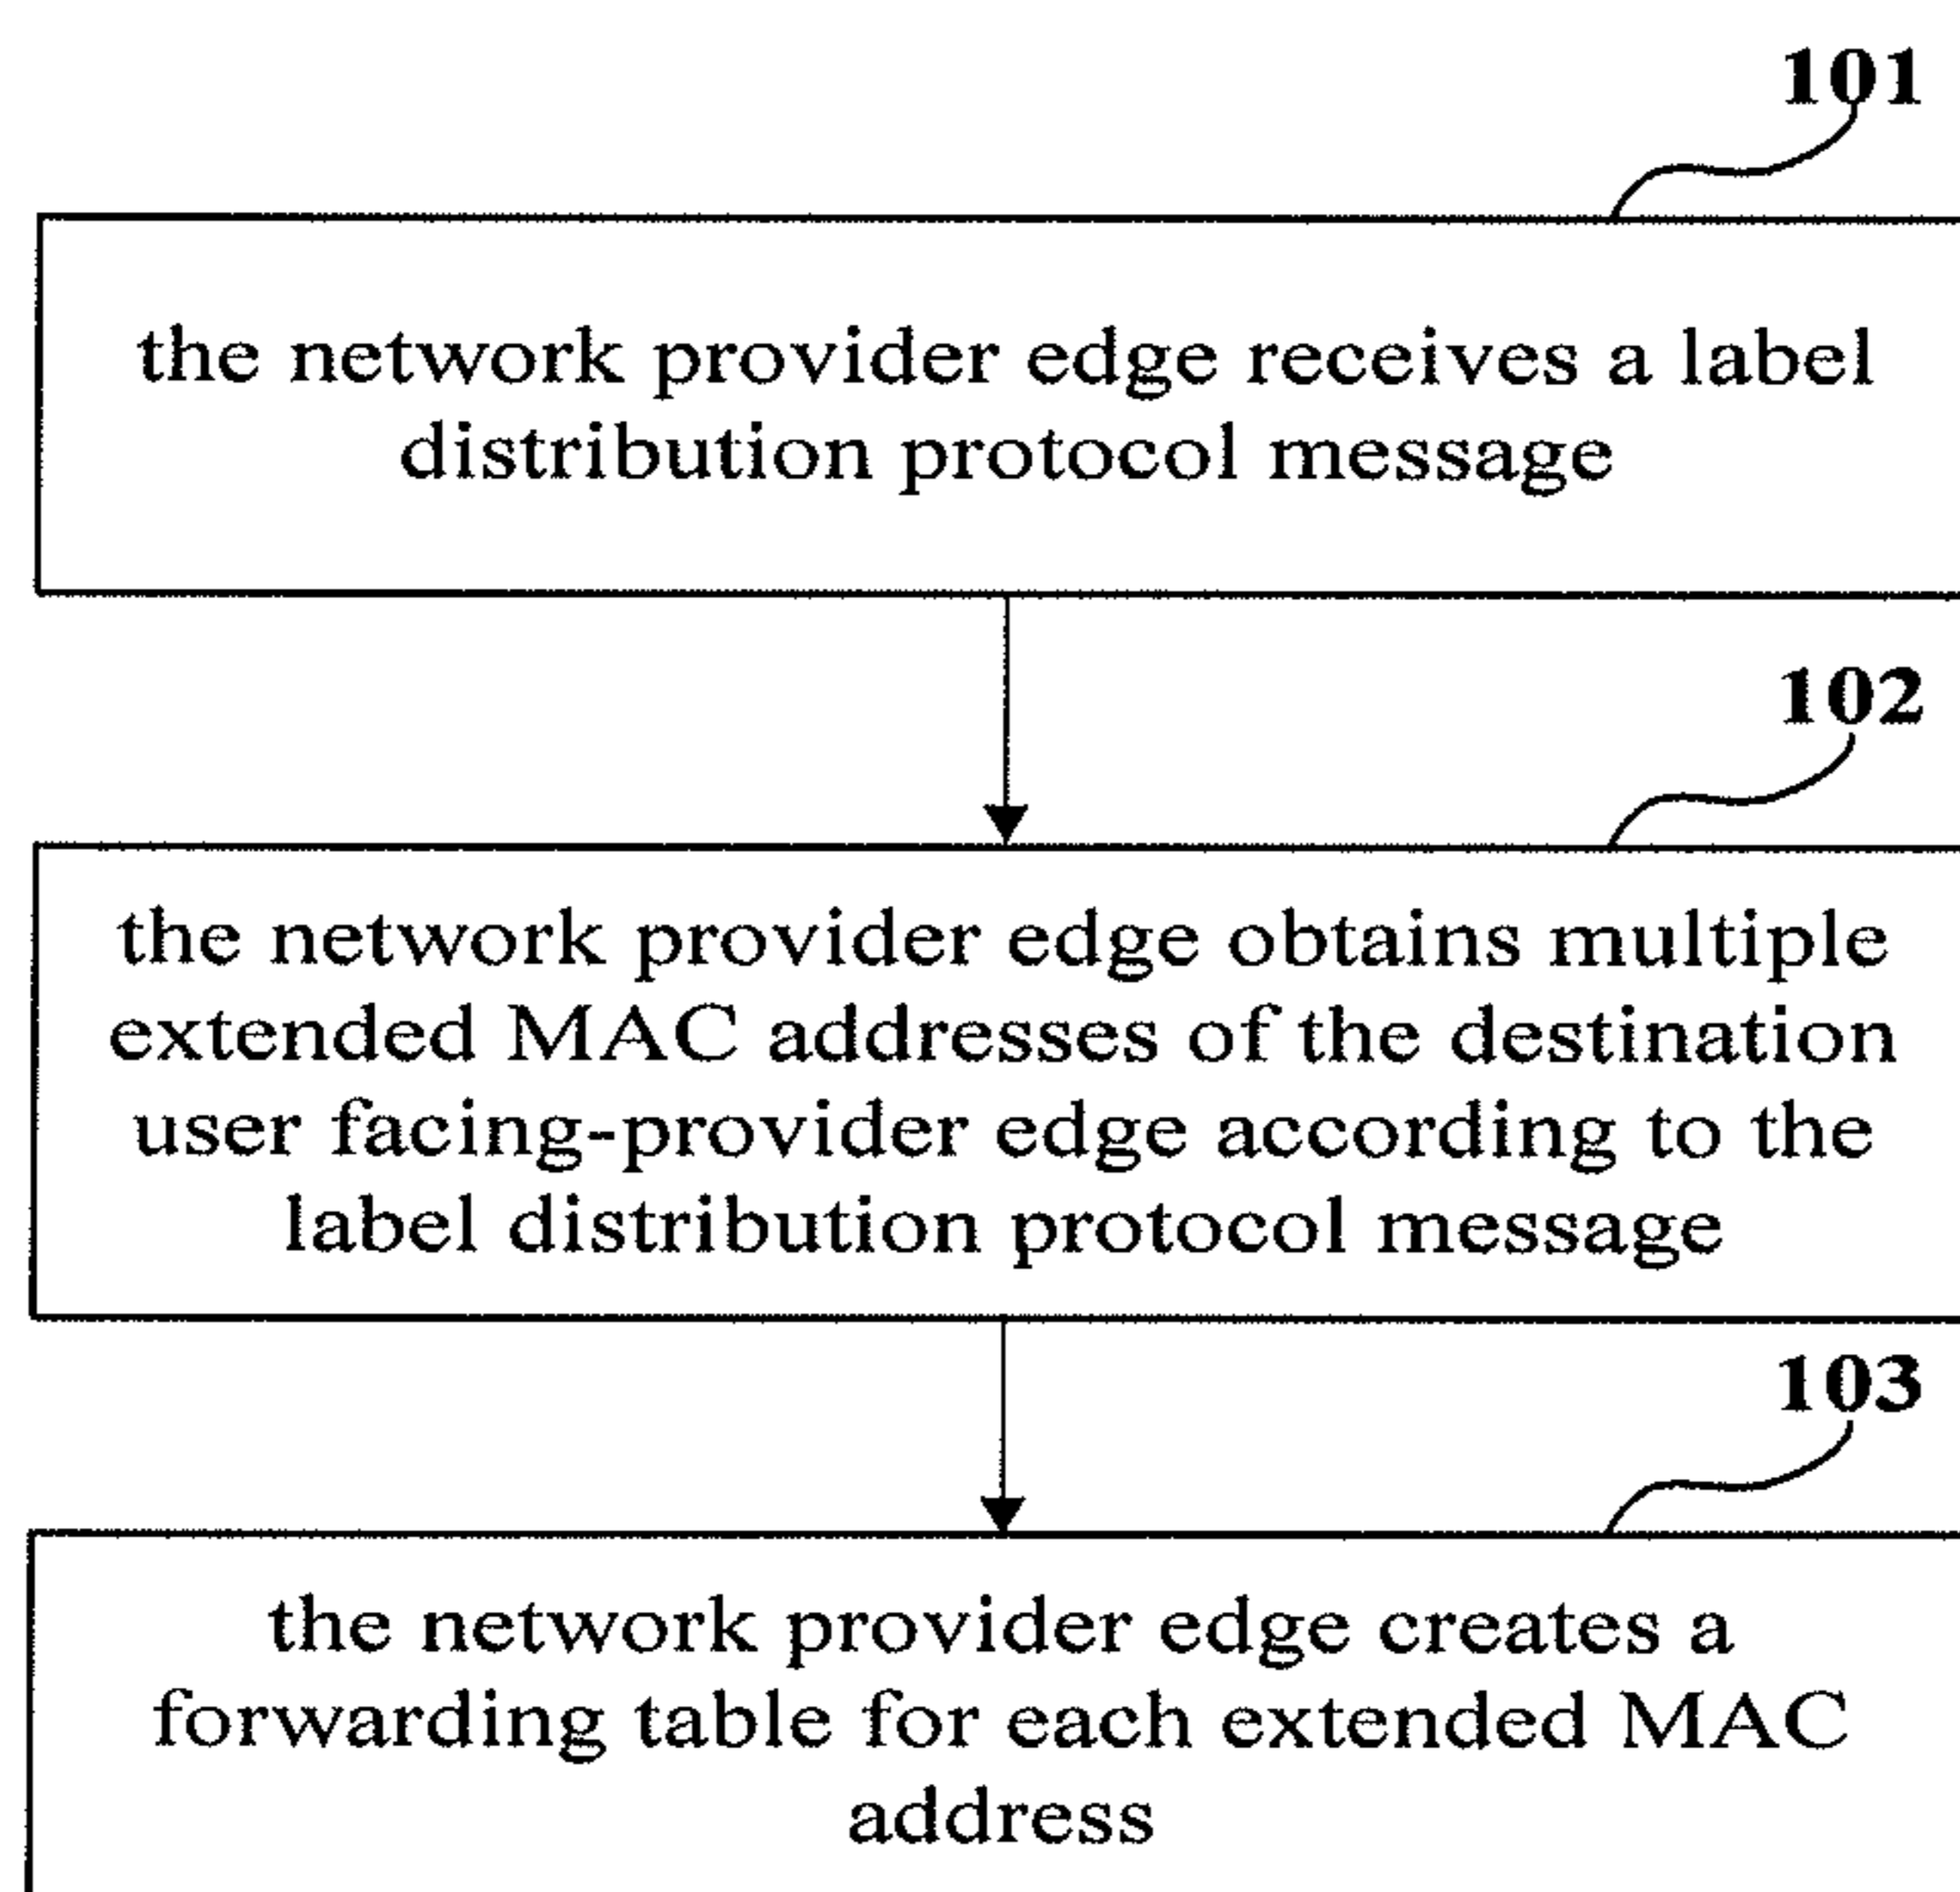 101
the network provider edge receives a label
distribution protocol message
102
the network provider edge obtains multiple
extended MAC addresses of the destination
user facing-provider edge according to the
label distribution protocol message
103
the network provider edge creates a
forwarding table for each extended MAC
address